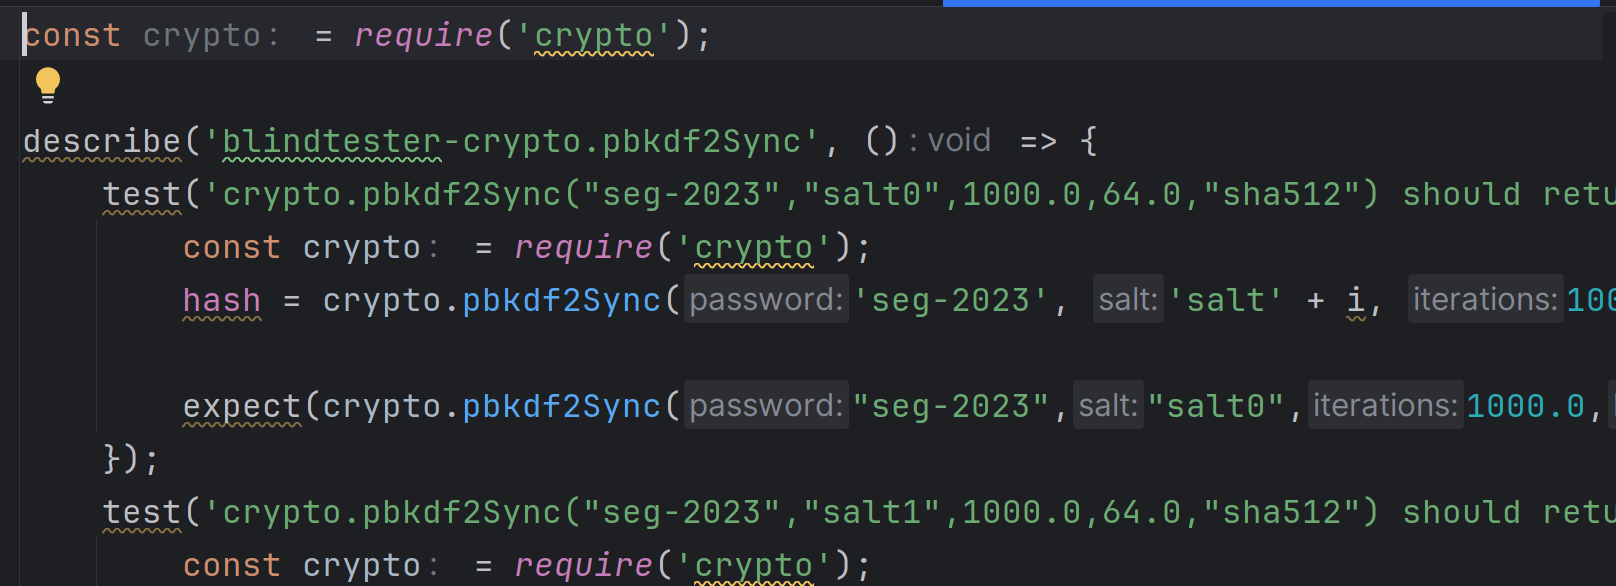 const crypto: = require('crypto');
describe('blindtester-crypto.pbkdf2Sync', () : void => {
test('crypto.pbkdf2Sync("seg-2023","salt0",1000.0,64.0,"sha512") should retu
const crypto: = require('crypto');
hash = crypto.pbkdf2Sync( password: 'seg-2023', salt: 'salt' + i, iterations: 100
expect(crypto.pbkdf2Sync( password: "seg-2023", salt: "salt0", iterations: 1000.0,
});
test('crypto.pbkdf2Sync("seg-2023","salt1",1000.0,64.0,"sha512") should retu
const crypto: = require('crypto');